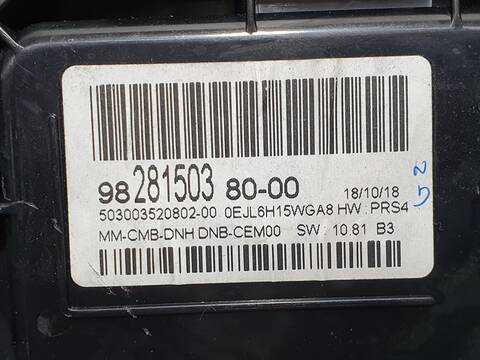 98 281503 80-00 18/10/18
503003520802-00 0EJL6H15WGA8 HW : PRS4
MM-CMB-DNH DNB-CEM00 SW : 10.81 B3
52